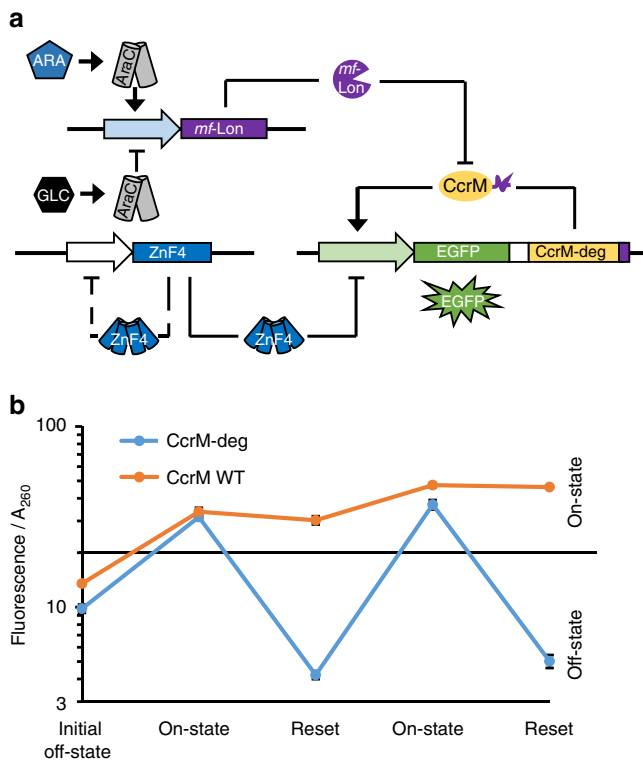 a
ARA
AraC
mf-Lon
mf-
Lon
CcrM
GLC
AraC
ZnF4
EGFP
CcrM-deg
EGFP
ZnF4
ZnF4
b
Fluorescence / A260
100
10
3
CcrM-deg
CcrM WT
On-state
Off-state
Initial
off-state
On-state
Reset
On-state
Reset